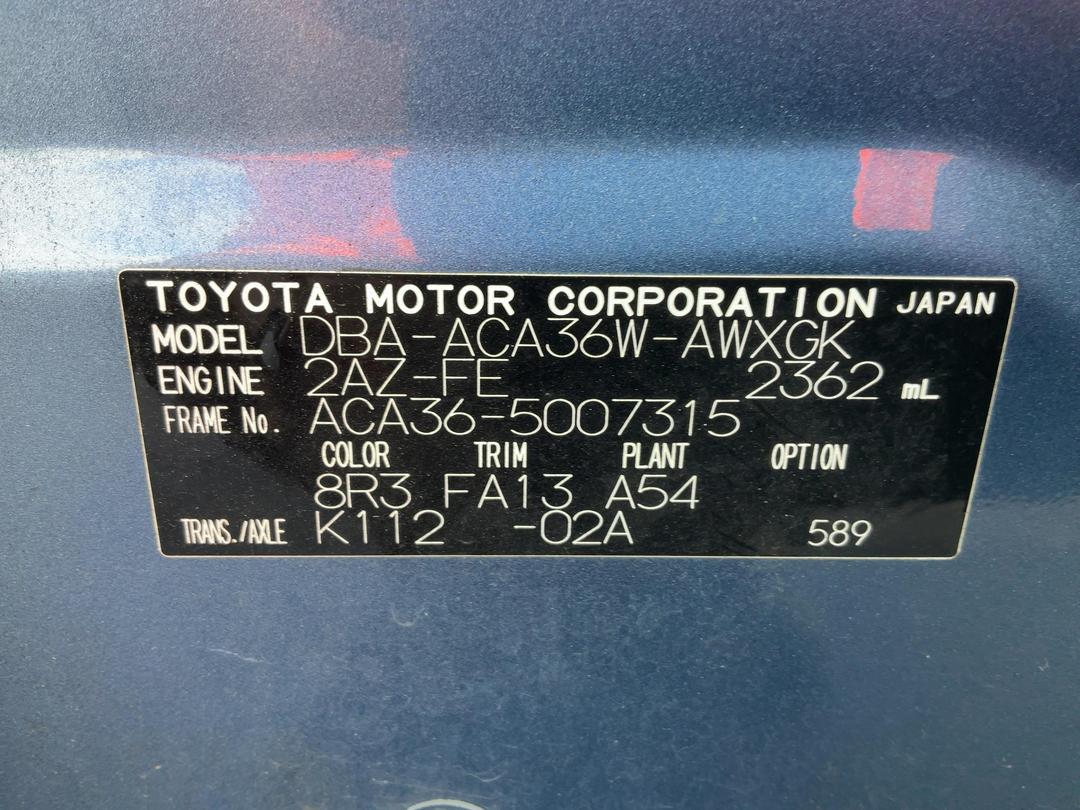 TOYOTA MOTOR CORPORATION JAPAN
MODEL DBA-ACA36W-AWXGK
ENGINE 2AZ-FE 2362 mL
FRAME No. ACA36-5007315
COLOR TRIM PLANT OPTION
8R3 FA13 A54
TRANS./AXLE K112 -02A 589